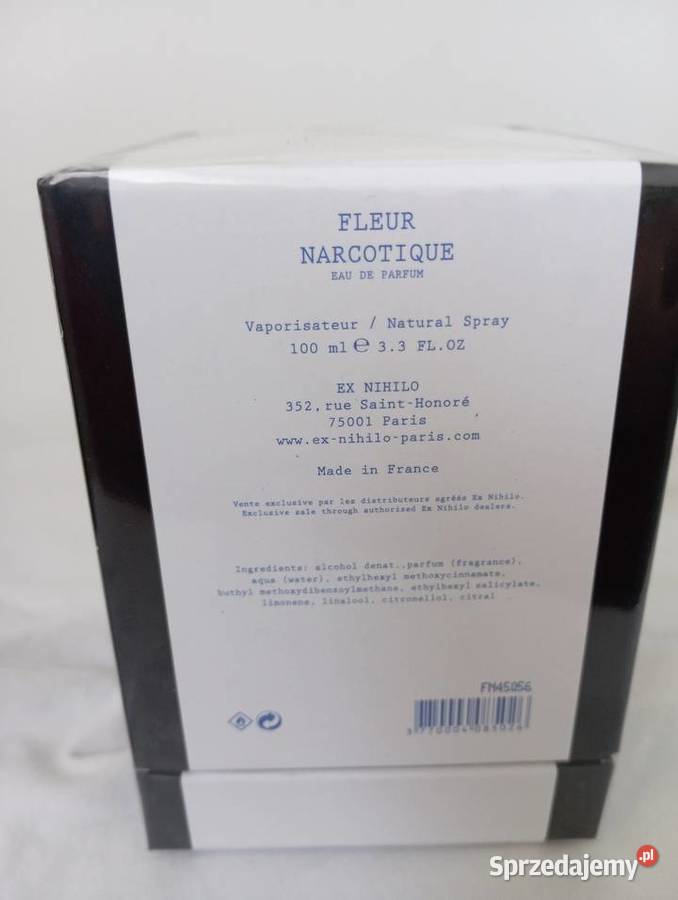 FLEUR
NARCOTIQUE
EAU DE PARFUM
Vaporisateur / Natural Spray
100 ml ℮ 3.3 FL.OZ
EX NIHILO
352, rue Saint-Honoré
75001 Paris
www.ex-nihilo-paris.com
Made in France
Vente exclusive par les distributeurs agréés Ex Nihilo.
Exclusive sale through authorized Ex Nihilo dealers.
Ingredients: alcohol denat., parfum (fragrance),
aqua (water), ethylhexyl methoxycinnamate,
buthyl methoxydibenzoylmethane, ethylhexyl salicylate,
limonene, linalool, citronellol, citral
FM45056
Sprzedajemy.pl